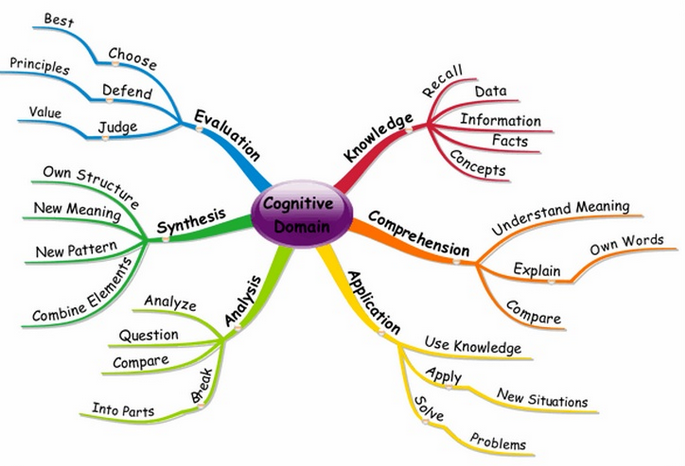 Cognitive
Domain
Knowledge
Recall
Data
Information
Facts
Concepts
Comprehension
Understand Meaning
Explain
Own Words
Compare
Application
Use Knowledge
Apply
New Situations
Solve
Problems
Analysis
Analyze
Question
Compare
Break
Into Parts
Synthesis
Own Structure
New Meaning
New Pattern
Combine Elements
Evaluation
Choose
Best
Defend
Principles
Judge
Value